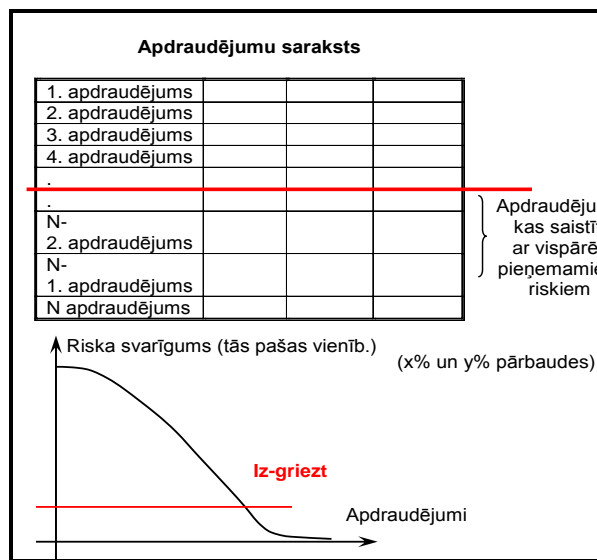 Apdraudējumu saraksts
1. apdraudējums
2. apdraudējums
3. apdraudējums
4. apdraudējums
.
.
N-
2. apdraudējums
N-
1. apdraudējums
N apdraudējums
Apdraudēju
kas saistī
ar vispārē
pieņemamie
riskiem
Riska svarīgums (tās pašas vienīb.)
(x% un y% pārbaudes)
Iz-griezt
Apdraudējumi